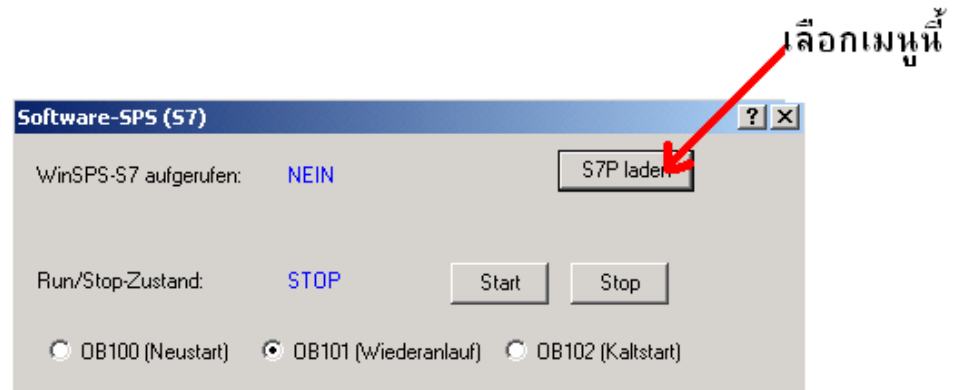 เลือกเมนูนี้
Software-SPS (S7)
WinSPS-S7 aufgerufen: NEIN S7P laden
Run/Stop-Zustand: STOP Start Stop
OB100 (Neustart) OB101 (Wiederanlauf) OB102 (Kaltstart)